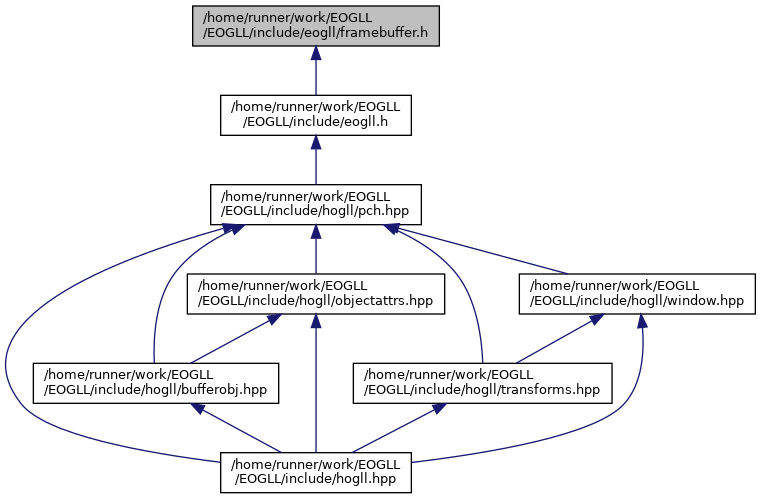 /home/runner/work/EOGLL
/EOGLL/include/eogll/framebuffer.h
/home/runner/work/EOGLL
/EOGLL/include/eogll.h
/home/runner/work/EOGLL
/EOGLL/include/hogll/pch.hpp
/home/runner/work/EOGLL
/EOGLL/include/hogll/objectattrs.hpp
/home/runner/work/EOGLL
/EOGLL/include/hogll/window.hpp
/home/runner/work/EOGLL
/EOGLL/include/hogll/bufferobj.hpp
/home/runner/work/EOGLL
/EOGLL/include/hogll/transforms.hpp
/home/runner/work/EOGLL
/EOGLL/include/hogll.hpp